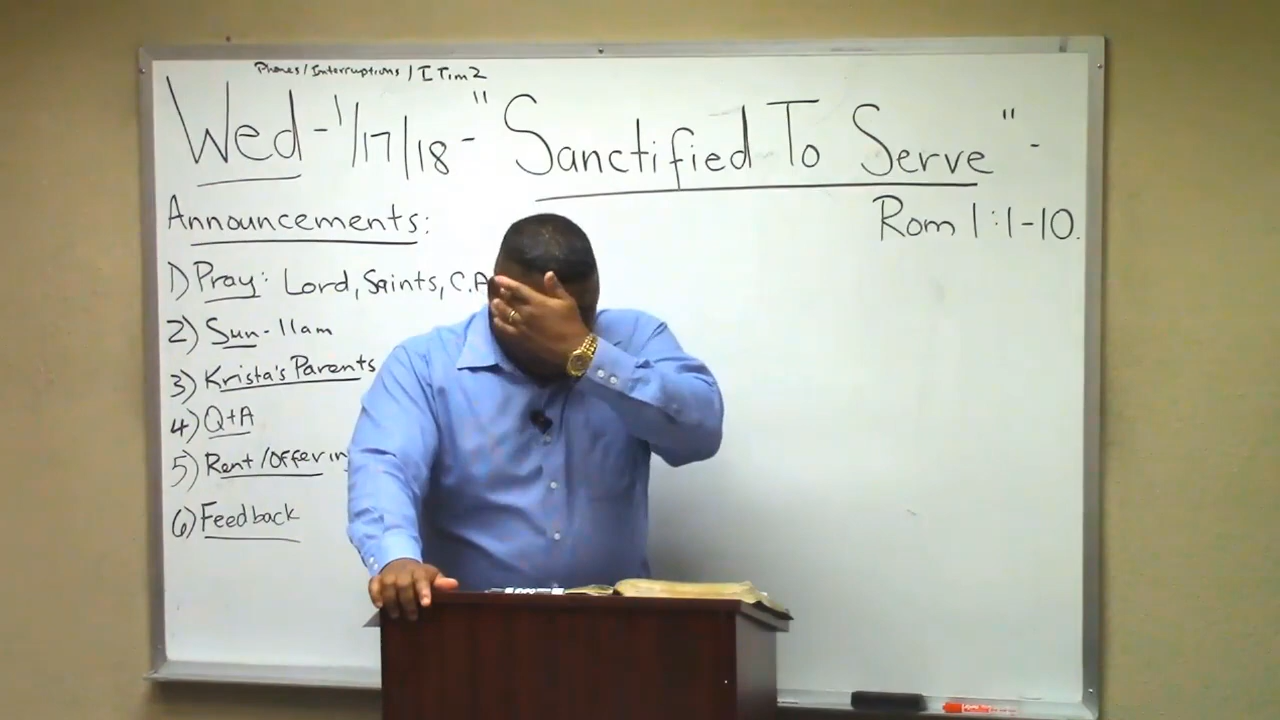 Phones/Interruptions/I Tim 2
Wed-1/17/18-"Sanctified To Serve"-
Rom 1:1-10.
Announcements:
1) Pray: Lord, Saints, C.A
2) Sun-11am
3) Krista's Parents
4) Q+A
5) Rent/Offering
6) Feedback